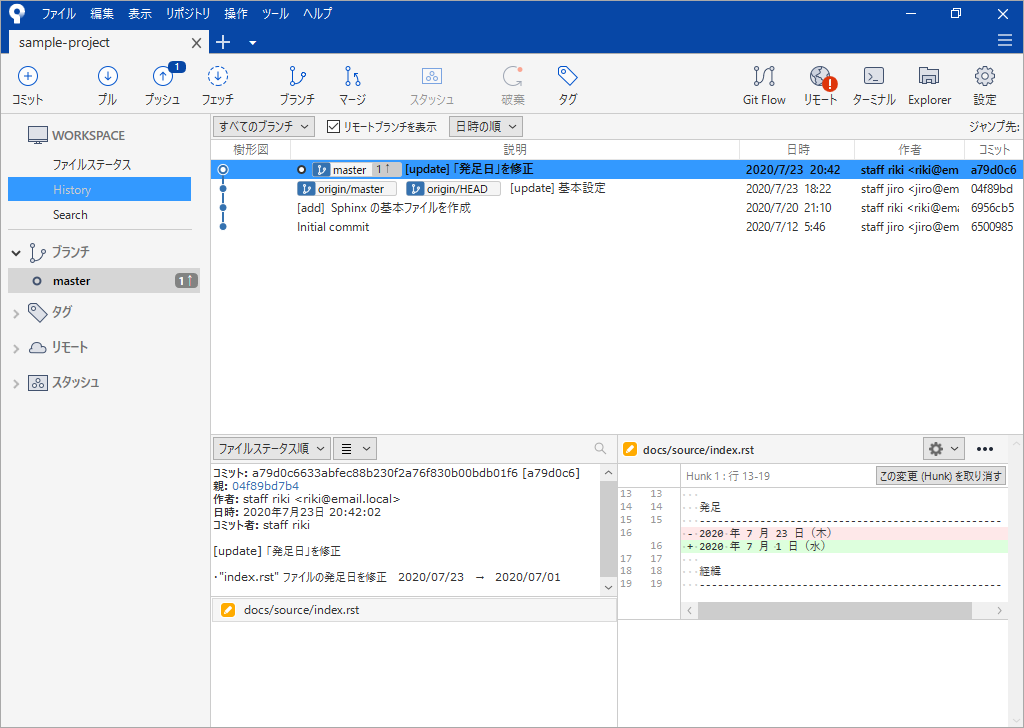 ファイル 編集 表示 リポジトリ 操作 ツール ヘルプ
sample-project
コミット プル 1 プッシュ フェッチ ブランチ マージ スタッシュ 破棄 タグ Git Flow リモート ターミナル Explorer 設定
WORKSPACE
ファイルステータス
History
Search
ブランチ
master 1↑
タグ
リモート
スタッシュ
すべてのブランチ リモートブランチを表示 日時の順 ジャンプ先:
樹形図 説明 日時 作者 コミット
master 1↑ [update]「発足日」を修正 2020/7/23 20:42 staff riki <riki@em a79d0c6
origin/master origin/HEAD [update] 基本設定 2020/7/23 18:22 staff jiro <jiro@em 04f89bd
[add] Sphinx の基本ファイルを作成 2020/7/20 21:10 staff riki <riki@ema 6956cb5
Initial commit 2020/7/12 5:46 staff jiro <jiro@em 6500985
ファイルステータス順
コミット: a79d0c6633abfec88b230f2a76f830b00bdb01f6 [a79d0c6]
親: 04f89bd7b4
作者: staff riki <riki@email.local>
日時: 2020年7月23日 20:42:02
コミット者: staff riki
[update]「発足日」を修正
・"index.rst" ファイルの発足日を修正 2020/07/23 → 2020/07/01
docs/source/index.rst
docs/source/index.rst
Hunk 1 : 行 13-19 この変更 (Hunk) を取り消す
13 13
14 14 発足
15 15 ----------------------------------------------
16 - 2020 年 7 月 23 日（木）
16 + 2020 年 7 月 1 日（水）
17 17
18 18 経緯
19 19 ----------------------------------------------